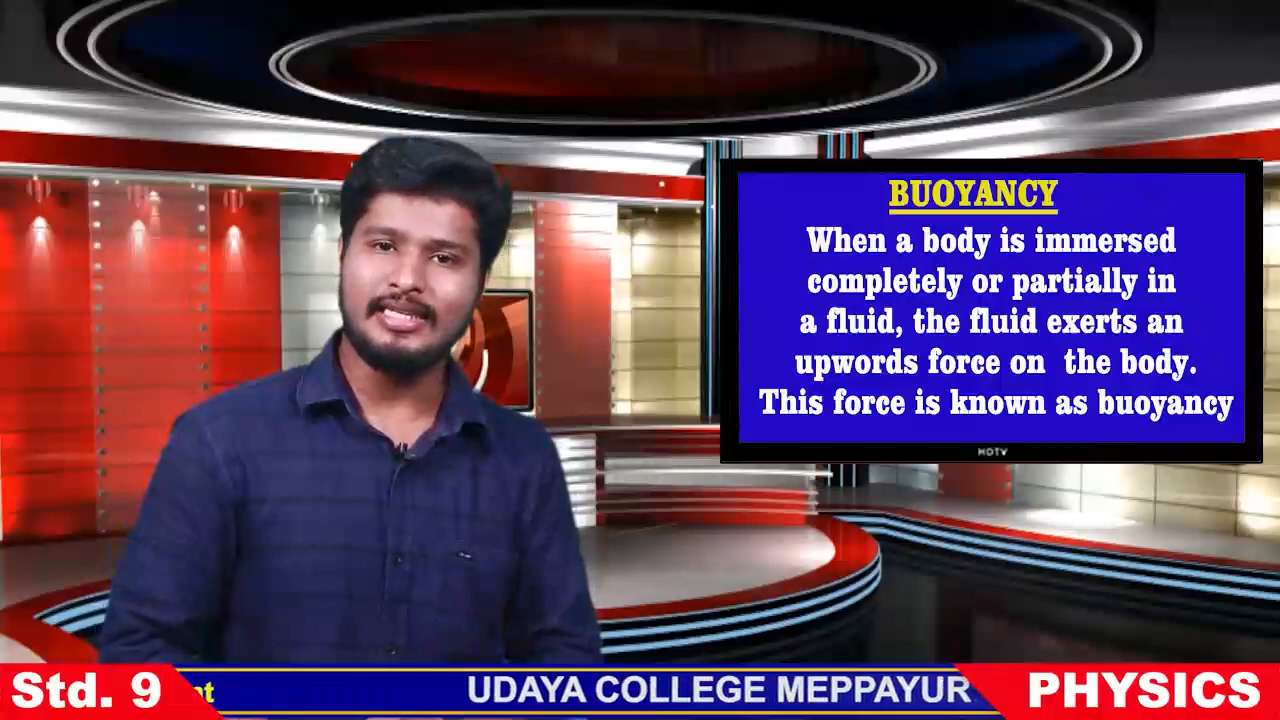 BUOYANCY
When a body is immersed
completely or partially in
a fluid, the fluid exerts an
upwords force on the body.
This force is known as buoyancy
HDTV
Std. 9
UDAYA COLLEGE MEPPAYUR
PHYSICS